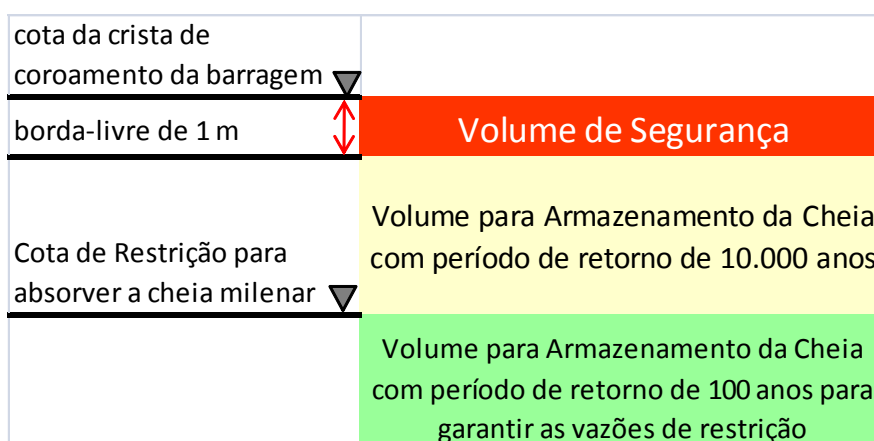 cota da crista de
coroamento da barragem
borda-livre de 1 m
Volume de Segurança
Volume para Armazenamento da Cheia
com período de retorno de 10.000 anos
Cota de Restrição para
absorver a cheia milenar
Volume para Armazenamento da Cheia
com período de retorno de 100 anos para
garantir as vazões de restrição